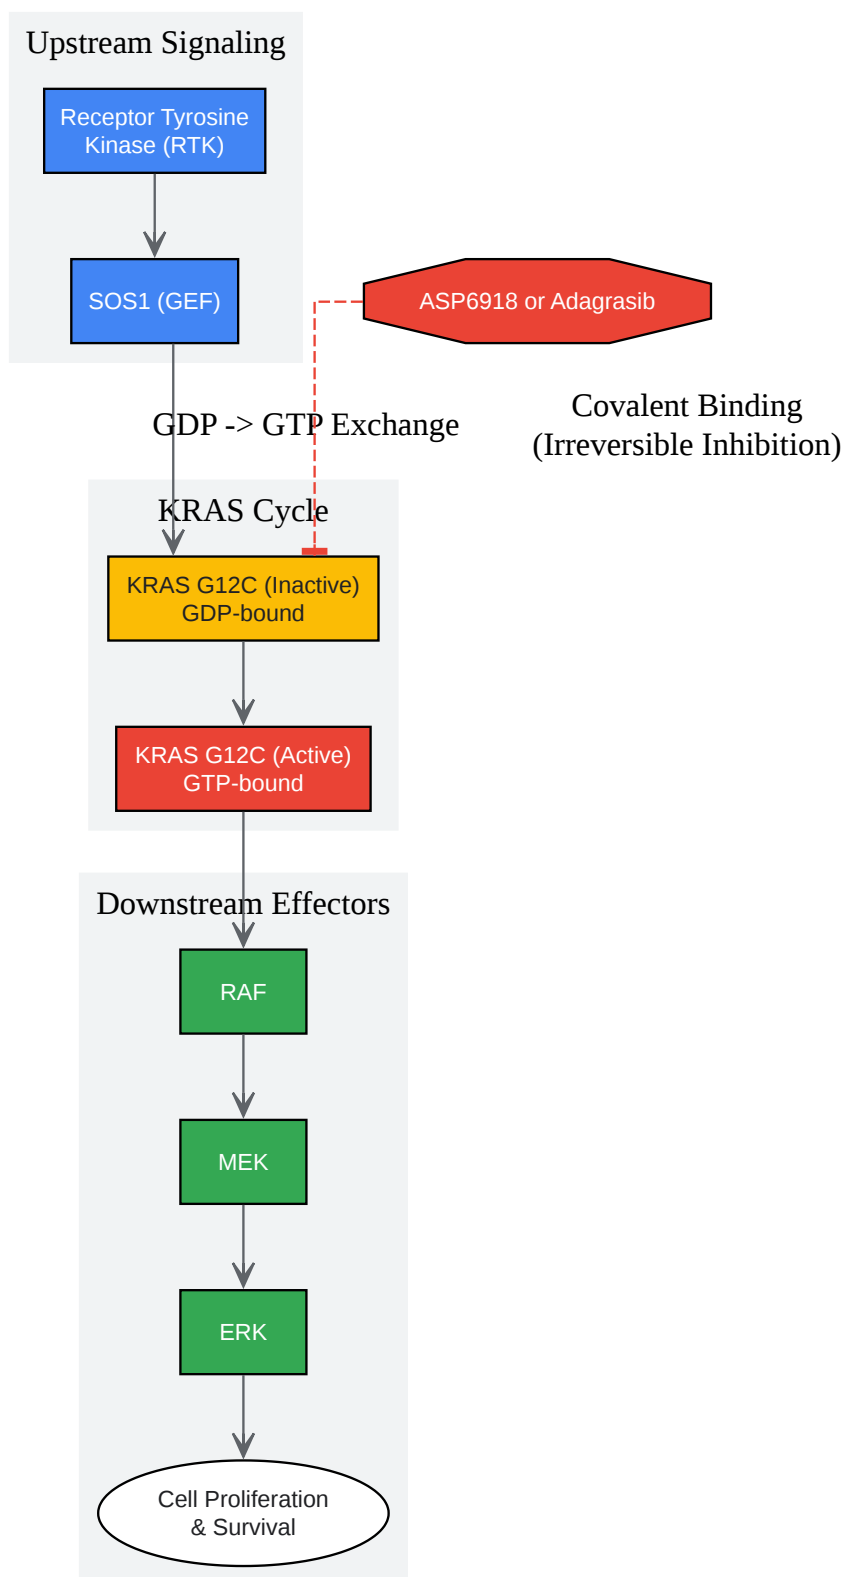 Upstream Signaling
Receptor Tyrosine
Kinase (RTK)
SOS1 (GEF)
ASP6918 or Adagrasib
GDP -> GTP Exchange
Covalent Binding
(Irreversible Inhibition)
KRAS Cycle
KRAS G12C (Inactive)
GDP-bound
KRAS G12C (Active)
GTP-bound
Downstream Effectors
RAF
MEK
ERK
Cell Proliferation
& Survival